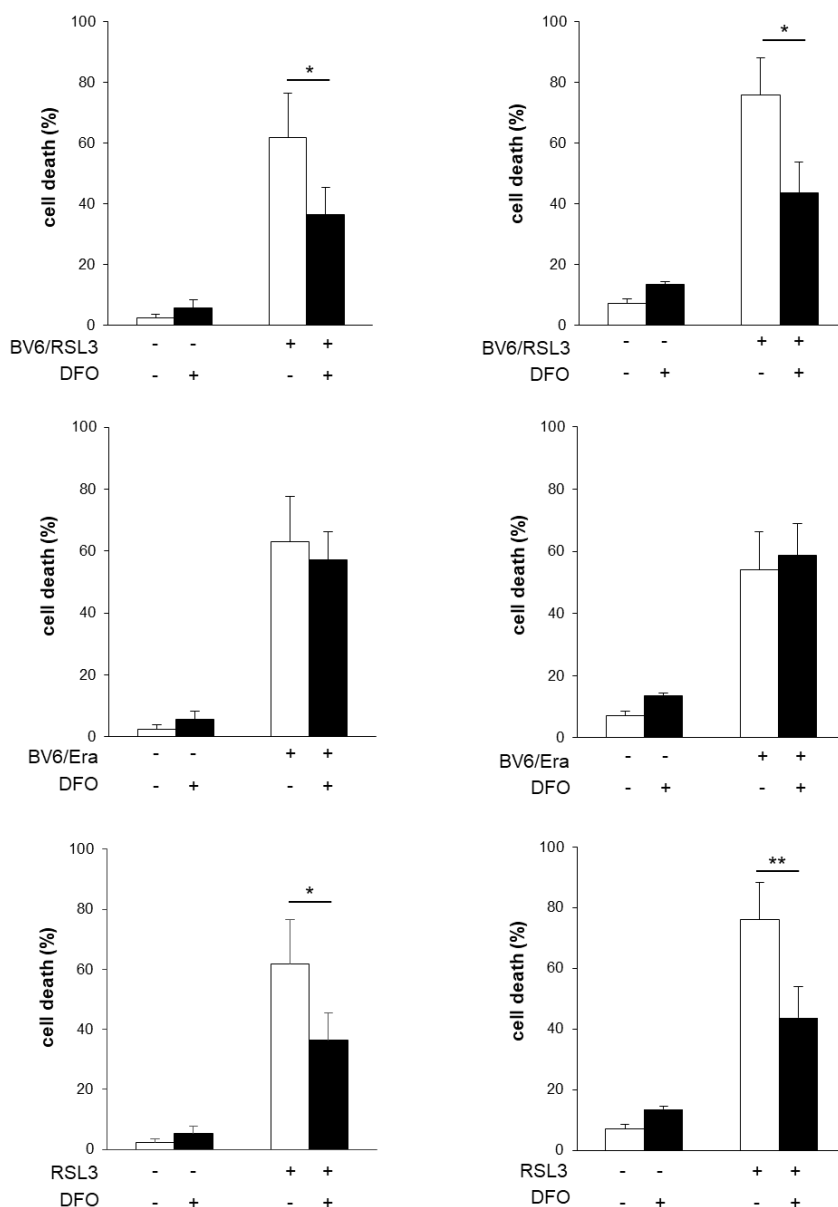 100
80
60
40
20
0
cell death (%)
*
BV6/RSL3 - - + +
DFO - + - +
100
80
60
40
20
0
cell death (%)
*
BV6/RSL3 - - + +
DFO - + - +
100
80
60
40
20
0
cell death (%)
BV6/Era - - + +
DFO - + - +
100
80
60
40
20
0
cell death (%)
BV6/Era - - + +
DFO - + - +
100
80
60
40
20
0
cell death (%)
*
RSL3 - - + +
DFO - + - +
100
80
60
40
20
0
cell death (%)
**
RSL3 - - + +
DFO - + - +